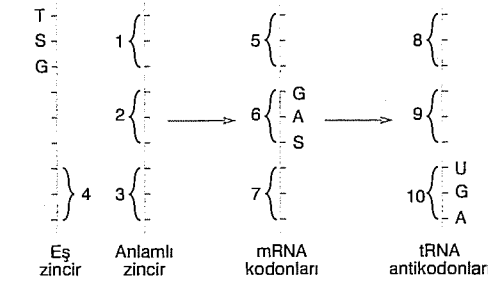 T
S
G
1
5
8
2
6
G
A
S
9
4
3
7
10
U
G
A
Eş
zincir
Anlamlı
zincir
mRNA
kodonları
tRNA
antikodonları